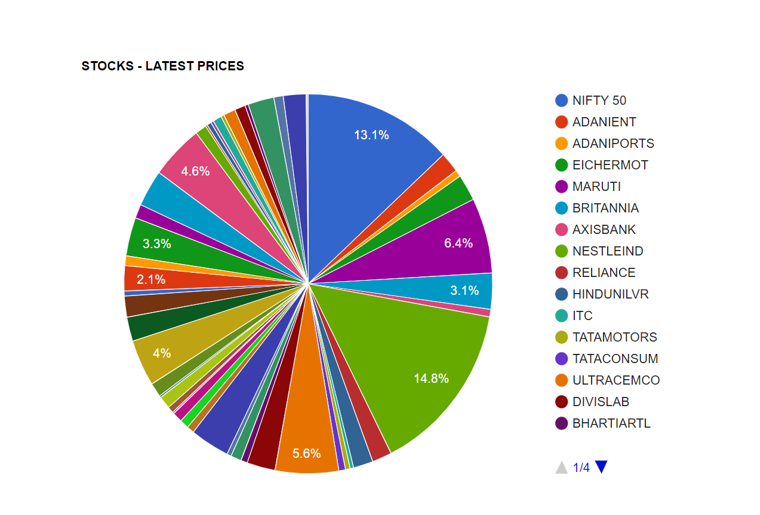 STOCKS - LATEST PRICES
13.1%
6.4%
3.1%
14.8%
5.6%
4%
2.1%
3.3%
4.6%
NIFTY 50
ADANIENT
ADANIPORTS
EICHERMOT
MARUTI
BRITANNIA
AXISBANK
NESTLEIND
RELIANCE
HINDUNILVR
ITC
TATAMOTORS
TATACONSUM
ULTRACEMCO
DIVISLAB
BHARTIARTL
1/4